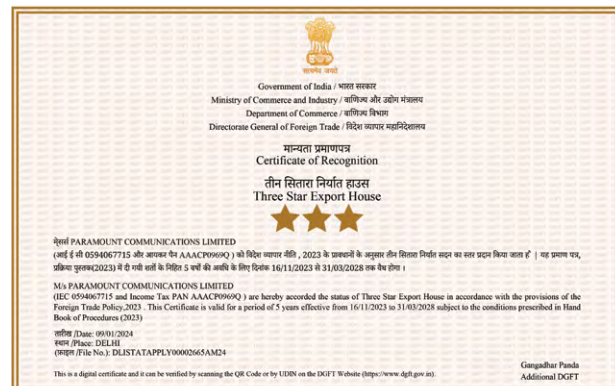 सत्यमेव जयते
Government of India / भारत सरकार
Ministry of Commerce and Industry / वाणिज्य और उद्योग मंत्रालय
Department of Commerce / वाणिज्य विभाग
Directorate General of Foreign Trade / विदेश व्यापार महानिदेशालय
मान्यता प्रमाणपत्र
Certificate of Recognition
तीन सितारा निर्यात हाउस
Three Star Export House
मेसर्स PARAMOUNT COMMUNICATIONS LIMITED
(आई ई सी 0594067715 और आयकर पैन AAACP0969Q ) को विदेश व्यापार नीति , 2023 के प्रावधानों के अनुसार तीन सितारा निर्यात सदन का स्तर प्रदान किया जाता है | यह प्रमाण पत्र,
प्रक्रिया पुस्तक(2023) में दी गयी शर्तो के निहित 5 वर्षो की अवधि के लिए दिनांक 16/11/2023 से 31/03/2028 तक वैध होगा ।
M/s PARAMOUNT COMMUNICATIONS LIMITED
(IEC 0594067715 and Income Tax PAN AAACP0969Q ) are hereby accorded the status of Three Star Export House in accordance with the provisions of the
Foreign Trade Policy,2023 . This Certificate is valid for a period of 5 years effective from 16/11/2023 to 31/03/2028 subject to the conditions prescribed in Hand
Book of Procedures (2023)
तारीख /Date: 09/01/2024
स्थान /Place: DELHI
(फ़ाइल /File No.): DLISTATAPPLY00002665AM24
Gangadhar Panda
This is a digital certificate and it can be verified by scanning the QR Code or by UDIN on the DGFT Website (https://www.dgft.gov.in).
Additional DGFT